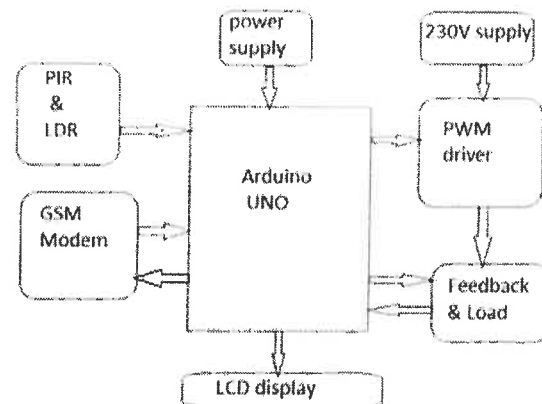 power
supply
230V supply
PIR
&
LDR
PWM
driver
Arduino
UNO
GSM
Modem
Feedback
& Load
LCD display